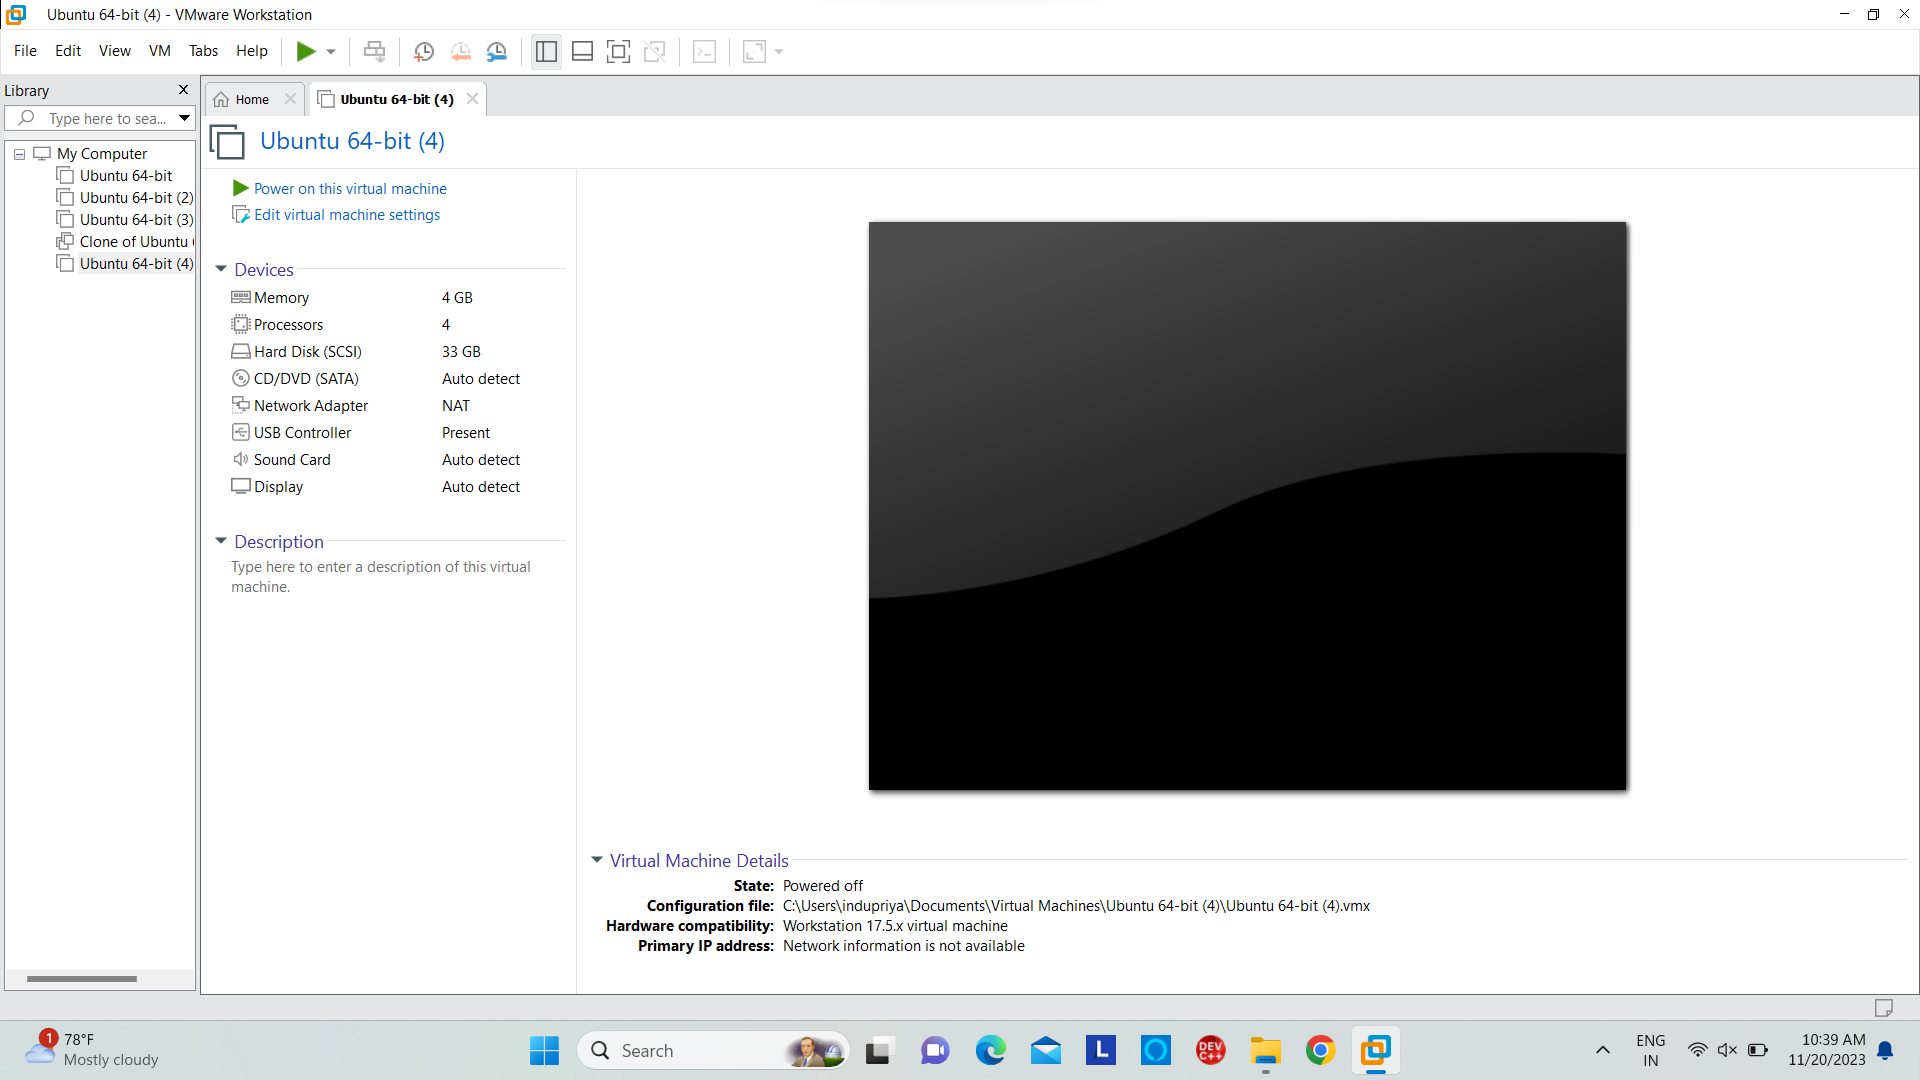 Ubuntu 64-bit (4) - VMware Workstation
File Edit View VM Tabs Help
Library
Home
Ubuntu 64-bit (4)
Type here to sea...
Ubuntu 64-bit (4)
My Computer
Ubuntu 64-bit
Ubuntu 64-bit (2)
Ubuntu 64-bit (3)
Clone of Ubuntu
Ubuntu 64-bit (4)
Power on this virtual machine
Edit virtual machine settings
Devices
Memory 4 GB
Processors 4
Hard Disk (SCSI) 33 GB
CD/DVD (SATA) Auto detect
Network Adapter NAT
USB Controller Present
Sound Card Auto detect
Display Auto detect
Description
Type here to enter a description of this virtual
machine.
Virtual Machine Details
State: Powered off
Configuration file: C:\Users\indupriya\Documents\Virtual Machines\Ubuntu 64-bit (4)\Ubuntu 64-bit (4).vmx
Hardware compatibility: Workstation 17.5.x virtual machine
Primary IP address: Network information is not available
1
78°F
Mostly cloudy
Search
L
DEV
C++
ENG
IN
10:39 AM
11/20/2023